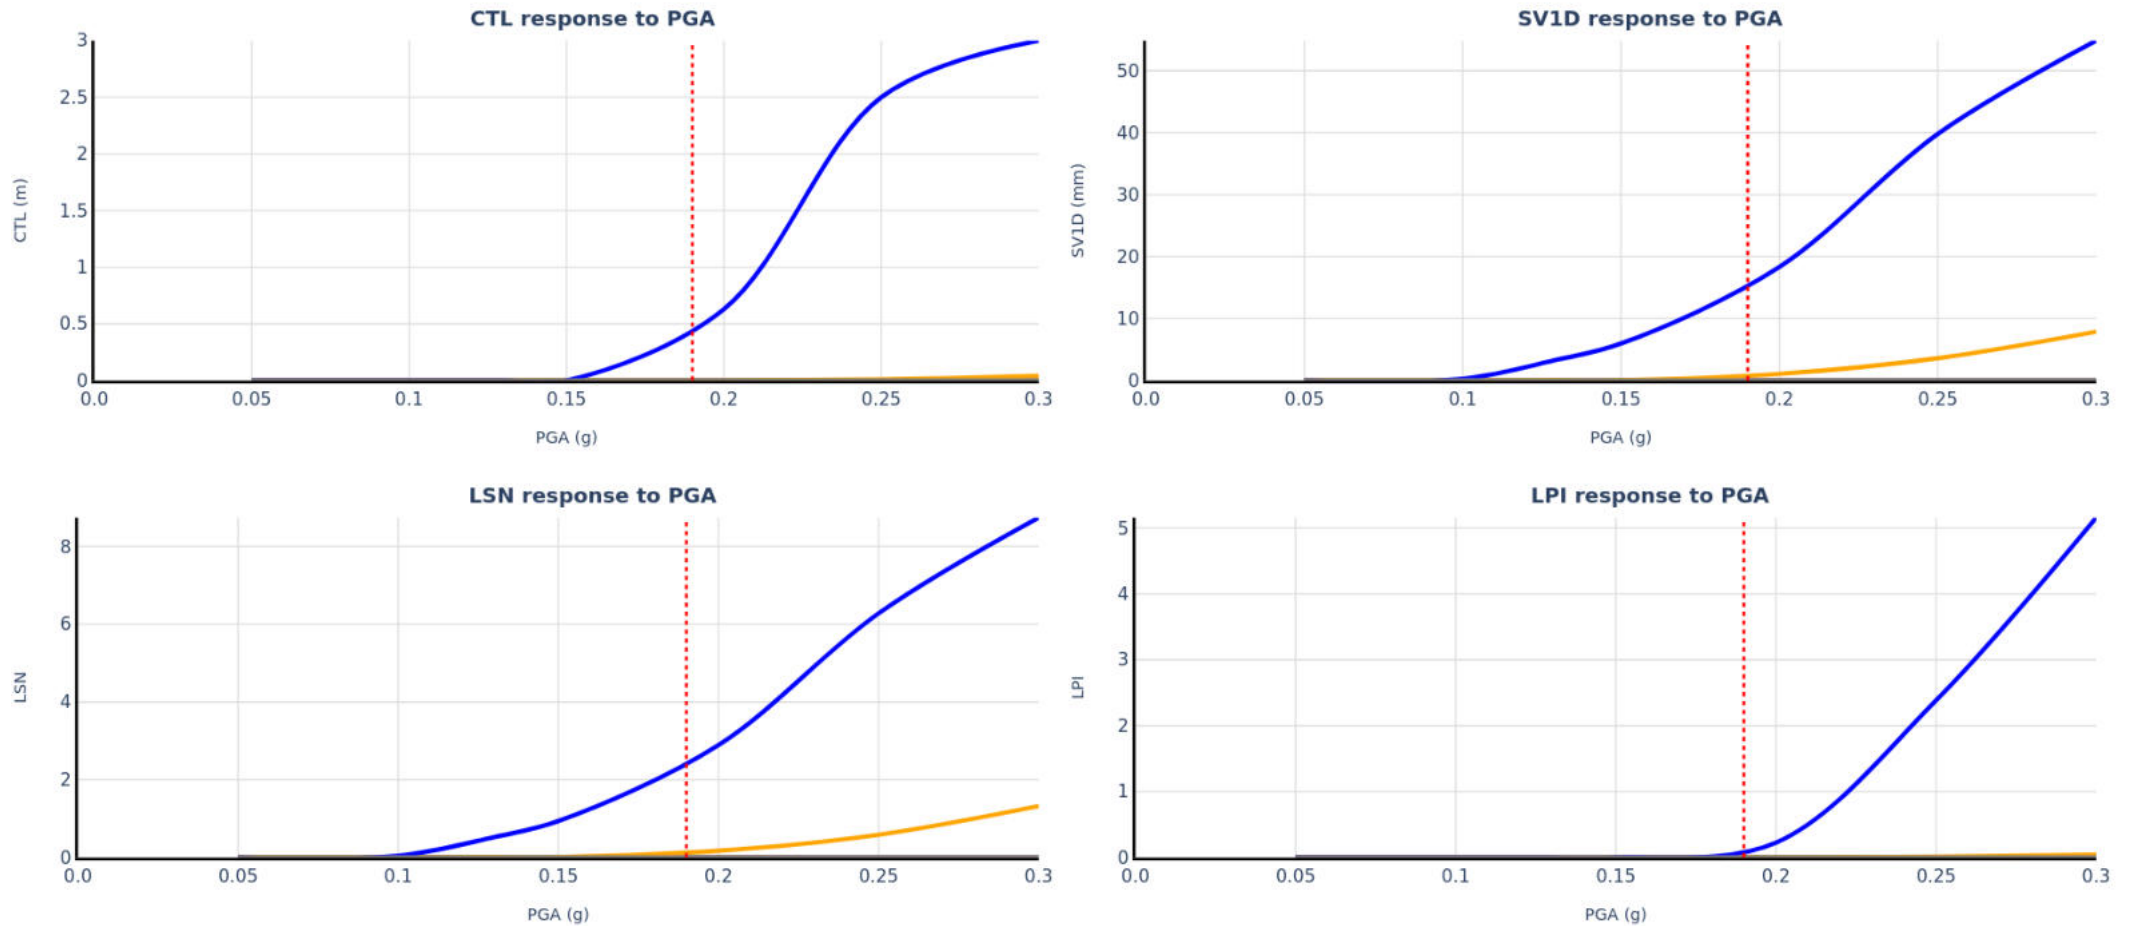 CTL response to PGA
3
2.5
2
1.5
1
0.5
0
CTL (m)
0.0 0.05 0.1 0.15 0.2 0.25 0.3
PGA (g)
SV1D response to PGA
50
40
30
20
10
0
SV1D (mm)
0.0 0.05 0.1 0.15 0.2 0.25 0.3
PGA (g)
LSN response to PGA
8
6
4
2
0
LSN
0.0 0.05 0.1 0.15 0.2 0.25 0.3
PGA (g)
LPI response to PGA
5
4
3
2
1
0
LPI
0.0 0.05 0.1 0.15 0.2 0.25 0.3
PGA (g)